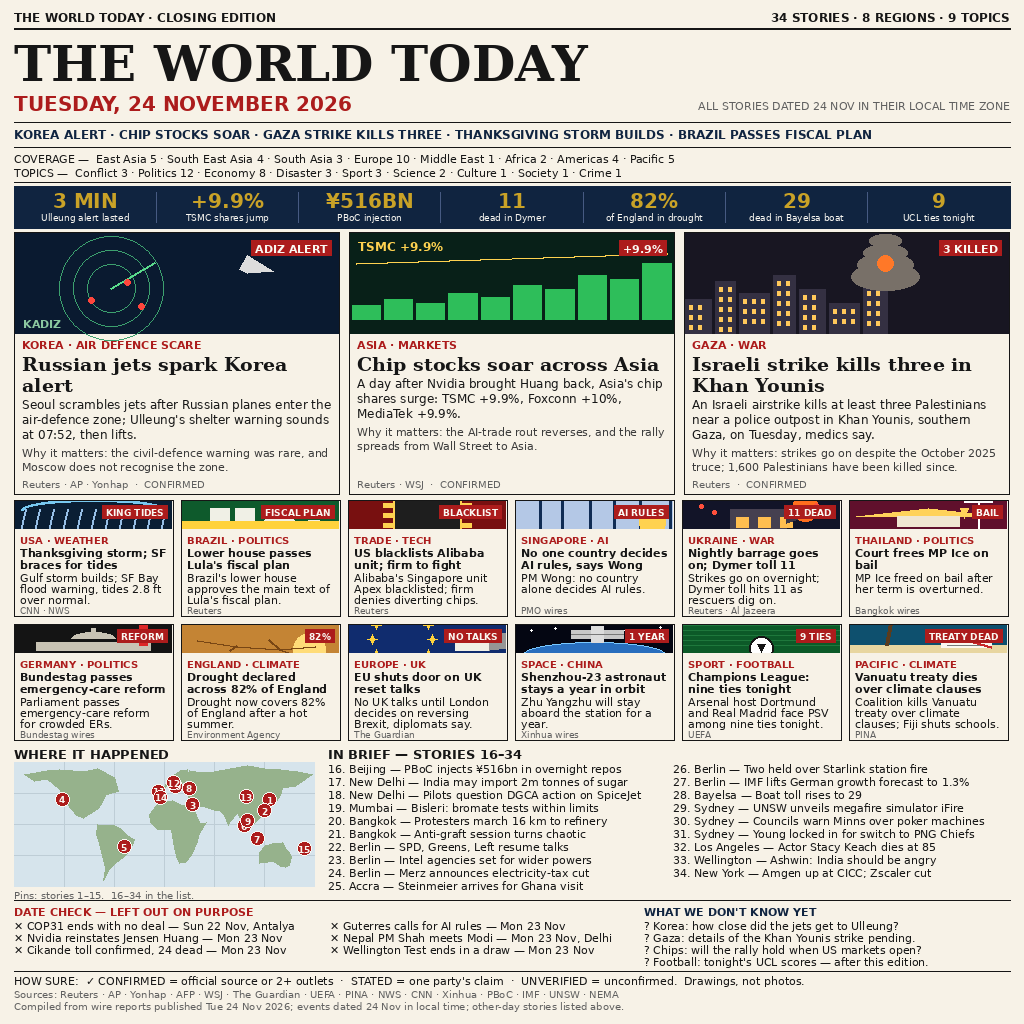 THE WORLD TODAY · CLOSING EDITION
34 STORIES · 8 REGIONS · 9 TOPICS
THE WORLD TODAY
TUESDAY, 24 NOVEMBER 2026
ALL STORIES DATED 24 NOV IN THEIR LOCAL TIME ZONE
KOREA ALERT · CHIP STOCKS SOAR · GAZA STRIKE KILLS THREE · THANKSGIVING STORM BUILDS · BRAZIL PASSES FISCAL PLAN
COVERAGE — East Asia 5 · South East Asia 4 · South Asia 3 · Europe 10 · Middle East 1 · Africa 2 · Americas 4 · Pacific 5
TOPICS — Conflict 3 · Politics 12 · Economy 8 · Disaster 3 · Sport 3 · Science 2 · Culture 1 · Society 1 · Crime 1
3 MIN
Ulleung alert lasted
+9.9%
TSMC shares jump
¥516BN
PBoC injection
11
dead in Dymer
82%
of England in drought
29
dead in Bayelsa boat
9
UCL ties tonight
ADIZ ALERT
KADIZ
KOREA · AIR DEFENCE SCARE
Russian jets spark Korea
alert
Seoul scrambles jets after Russian planes enter the
air-defence zone; Ulleung's shelter warning sounds
at 07:52, then lifts.
Why it matters: the civil-defence warning was rare, and
Moscow does not recognise the zone.
Reuters · AP · Yonhap · CONFIRMED
TSMC +9.9%
+9.9%
ASIA · MARKETS
Chip stocks soar across Asia
A day after Nvidia brought Huang back, Asia's chip
shares surge: TSMC +9.9%, Foxconn +10%,
MediaTek +9.9%.
Why it matters: the AI-trade rout reverses, and the rally
spreads from Wall Street to Asia.
Reuters · WSJ · CONFIRMED
3 KILLED
GAZA · WAR
Israeli strike kills three in
Khan Younis
An Israeli airstrike kills at least three Palestinians
near a police outpost in Khan Younis, southern
Gaza, on Tuesday, medics say.
Why it matters: strikes go on despite the October 2025
truce; 1,600 Palestinians have been killed since.
Reuters · CONFIRMED
KING TIDES
USA · WEATHER
Thanksgiving storm; SF
braces for tides
Gulf storm builds; SF Bay
flood warning, tides 2.8 ft
over normal.
CNN · NWS
FISCAL PLAN
BRAZIL · POLITICS
Lower house passes
Lula's fiscal plan
Brazil's lower house
approves the main text of
Lula's fiscal plan.
Reuters
BLACKLIST
TRADE · TECH
US blacklists Alibaba
unit; firm to fight
Alibaba's Singapore unit
Apex blacklisted; firm
denies diverting chips.
Reuters
AI RULES
SINGAPORE · AI
No one country decides
AI rules, says Wong
PM Wong: no country
alone decides AI rules.
PMO wires
11 DEAD
UKRAINE · WAR
Nightly barrage goes
on; Dymer toll 11
Strikes go on overnight;
Dymer toll hits 11 as
rescuers dig on.
Reuters · Al Jazeera
BAIL
THAILAND · POLITICS
Court frees MP Ice on
bail
MP Ice freed on bail after
her term is overturned.
Bangkok wires
REFORM
GERMANY · POLITICS
Bundestag passes
emergency-care reform
Parliament passes
emergency-care reform
for crowded ERs.
Bundestag wires
82%
ENGLAND · CLIMATE
Drought declared
across 82% of England
Drought now covers 82%
of England after a hot
summer.
Environment Agency
NO TALKS
EUROPE · UK
EU shuts door on UK
reset talks
No UK talks until London
decides on reversing
Brexit, diplomats say.
The Guardian
1 YEAR
SPACE · CHINA
Shenzhou-23 astronaut
stays a year in orbit
Zhu Yangzhu will stay
aboard the station for a
year.
Xinhua wires
9 TIES
SPORT · FOOTBALL
Champions League:
nine ties tonight
Arsenal host Dortmund
and Real Madrid face PSV
among nine ties tonight.
UEFA
TREATY DEAD
PACIFIC · CLIMATE
Vanuatu treaty dies
over climate clauses
Coalition kills Vanuatu
treaty over climate
clauses; Fiji shuts schools.
PINA
WHERE IT HAPPENED
4
12
14
8
3
13
1
2
9
7
5
15
Pins: stories 1–15. 16–34 in the list.
IN BRIEF — STORIES 16–34
16. Beijing — PBoC injects ¥516bn in overnight repos
17. New Delhi — India may import 2m tonnes of sugar
18. New Delhi — Pilots question DGCA action on SpiceJet
19. Mumbai — Bisleri: bromate tests within limits
20. Bangkok — Protesters march 16 km to refinery
21. Bangkok — Anti-graft session turns chaotic
22. Berlin — SPD, Greens, Left resume talks
23. Berlin — Intel agencies set for wider powers
24. Berlin — Merz announces electricity-tax cut
25. Accra — Steinmeier arrives for Ghana visit
26. Berlin — Two held over Starlink station fire
27. Berlin — IMF lifts German growth forecast to 1.3%
28. Bayelsa — Boat toll rises to 29
29. Sydney — UNSW unveils megafire simulator iFire
30. Sydney — Councils warn Minns over poker machines
31. Sydney — Young locked in for switch to PNG Chiefs
32. Los Angeles — Actor Stacy Keach dies at 85
33. Wellington — Ashwin: India should be angry
34. New York — Amgen up at CICC; Zscaler cut
DATE CHECK — LEFT OUT ON PURPOSE
✕ COP31 ends with no deal — Sun 22 Nov, Antalya
✕ Nvidia reinstates Jensen Huang — Mon 23 Nov
✕ Cikande toll confirmed, 24 dead — Mon 23 Nov
✕ Guterres calls for AI rules — Mon 23 Nov
✕ Nepal PM Shah meets Modi — Mon 23 Nov, Delhi
✕ Wellington Test ends in a draw — Mon 23 Nov
WHAT WE DON'T KNOW YET
? Korea: how close did the jets get to Ulleung?
? Gaza: details of the Khan Younis strike pending.
? Chips: will the rally hold when US markets open?
? Football: tonight's UCL scores — after this edition.
HOW SURE: ✓ CONFIRMED = official source or 2+ outlets · STATED = one party's claim · UNVERIFIED = unconfirmed. Drawings, not photos.
Sources: Reuters · AP · Yonhap · AFP · WSJ · The Guardian · UEFA · PINA · NWS · CNN · Xinhua · PBoC · IMF · UNSW · NEMA
Compiled from wire reports published Tue 24 Nov 2026; events dated 24 Nov in local time; other-day stories listed above.